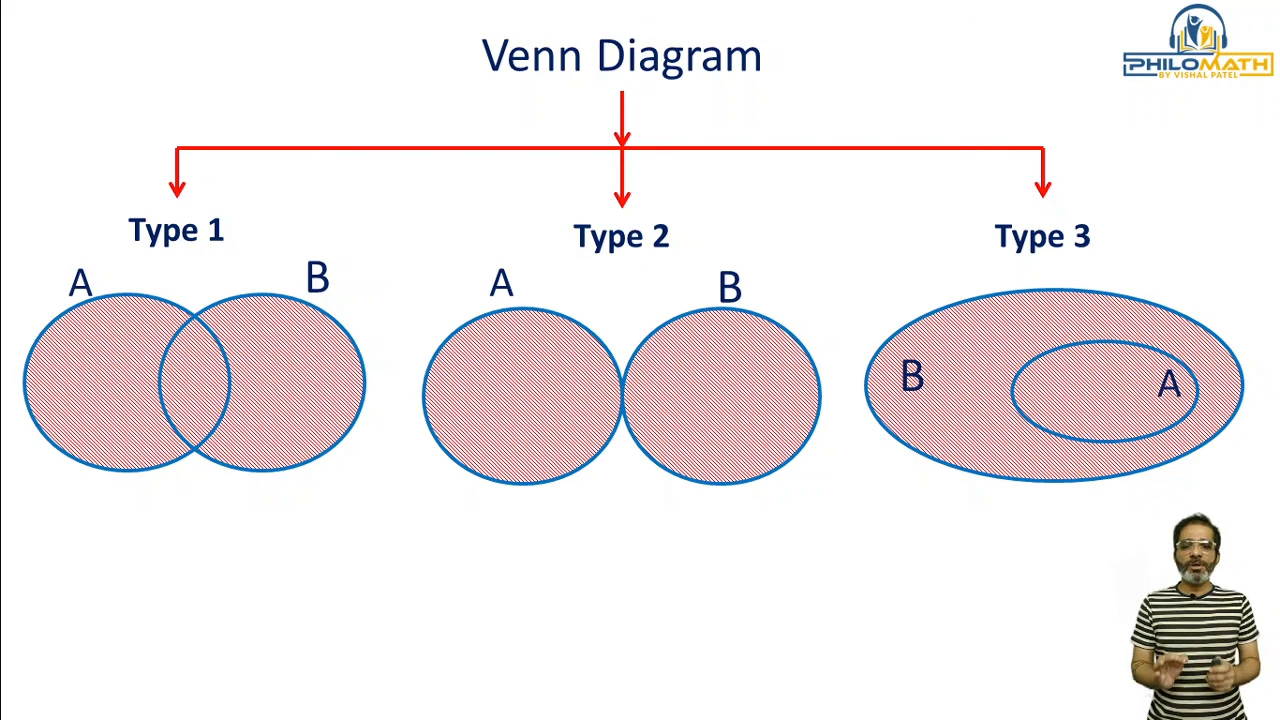 Venn Diagram
PHILOMATH
BY VISHAL PATEL
Type 1
Type 2
Type 3
A
B
A
B
B
A